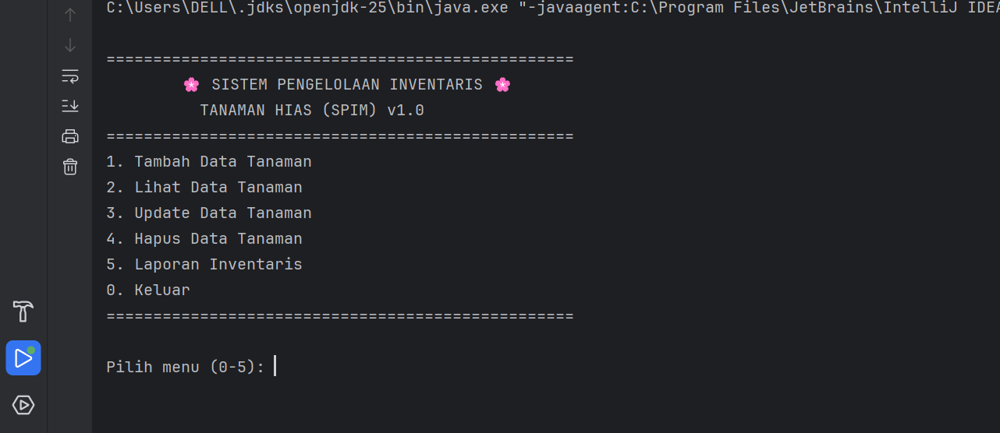 C:\Users\DELL\.jdks\openjdk-25\bin\java.exe "-javaagent:C:\Program Files\JetBrains\IntelliJ IDEA
==================================================
🌸 SISTEM PENGELOLAAN INVENTARIS 🌸
TANAMAN HIAS (SPIM) v1.0
==================================================
1. Tambah Data Tanaman
2. Lihat Data Tanaman
3. Update Data Tanaman
4. Hapus Data Tanaman
5. Laporan Inventaris
0. Keluar
==================================================
Pilih menu (0-5):